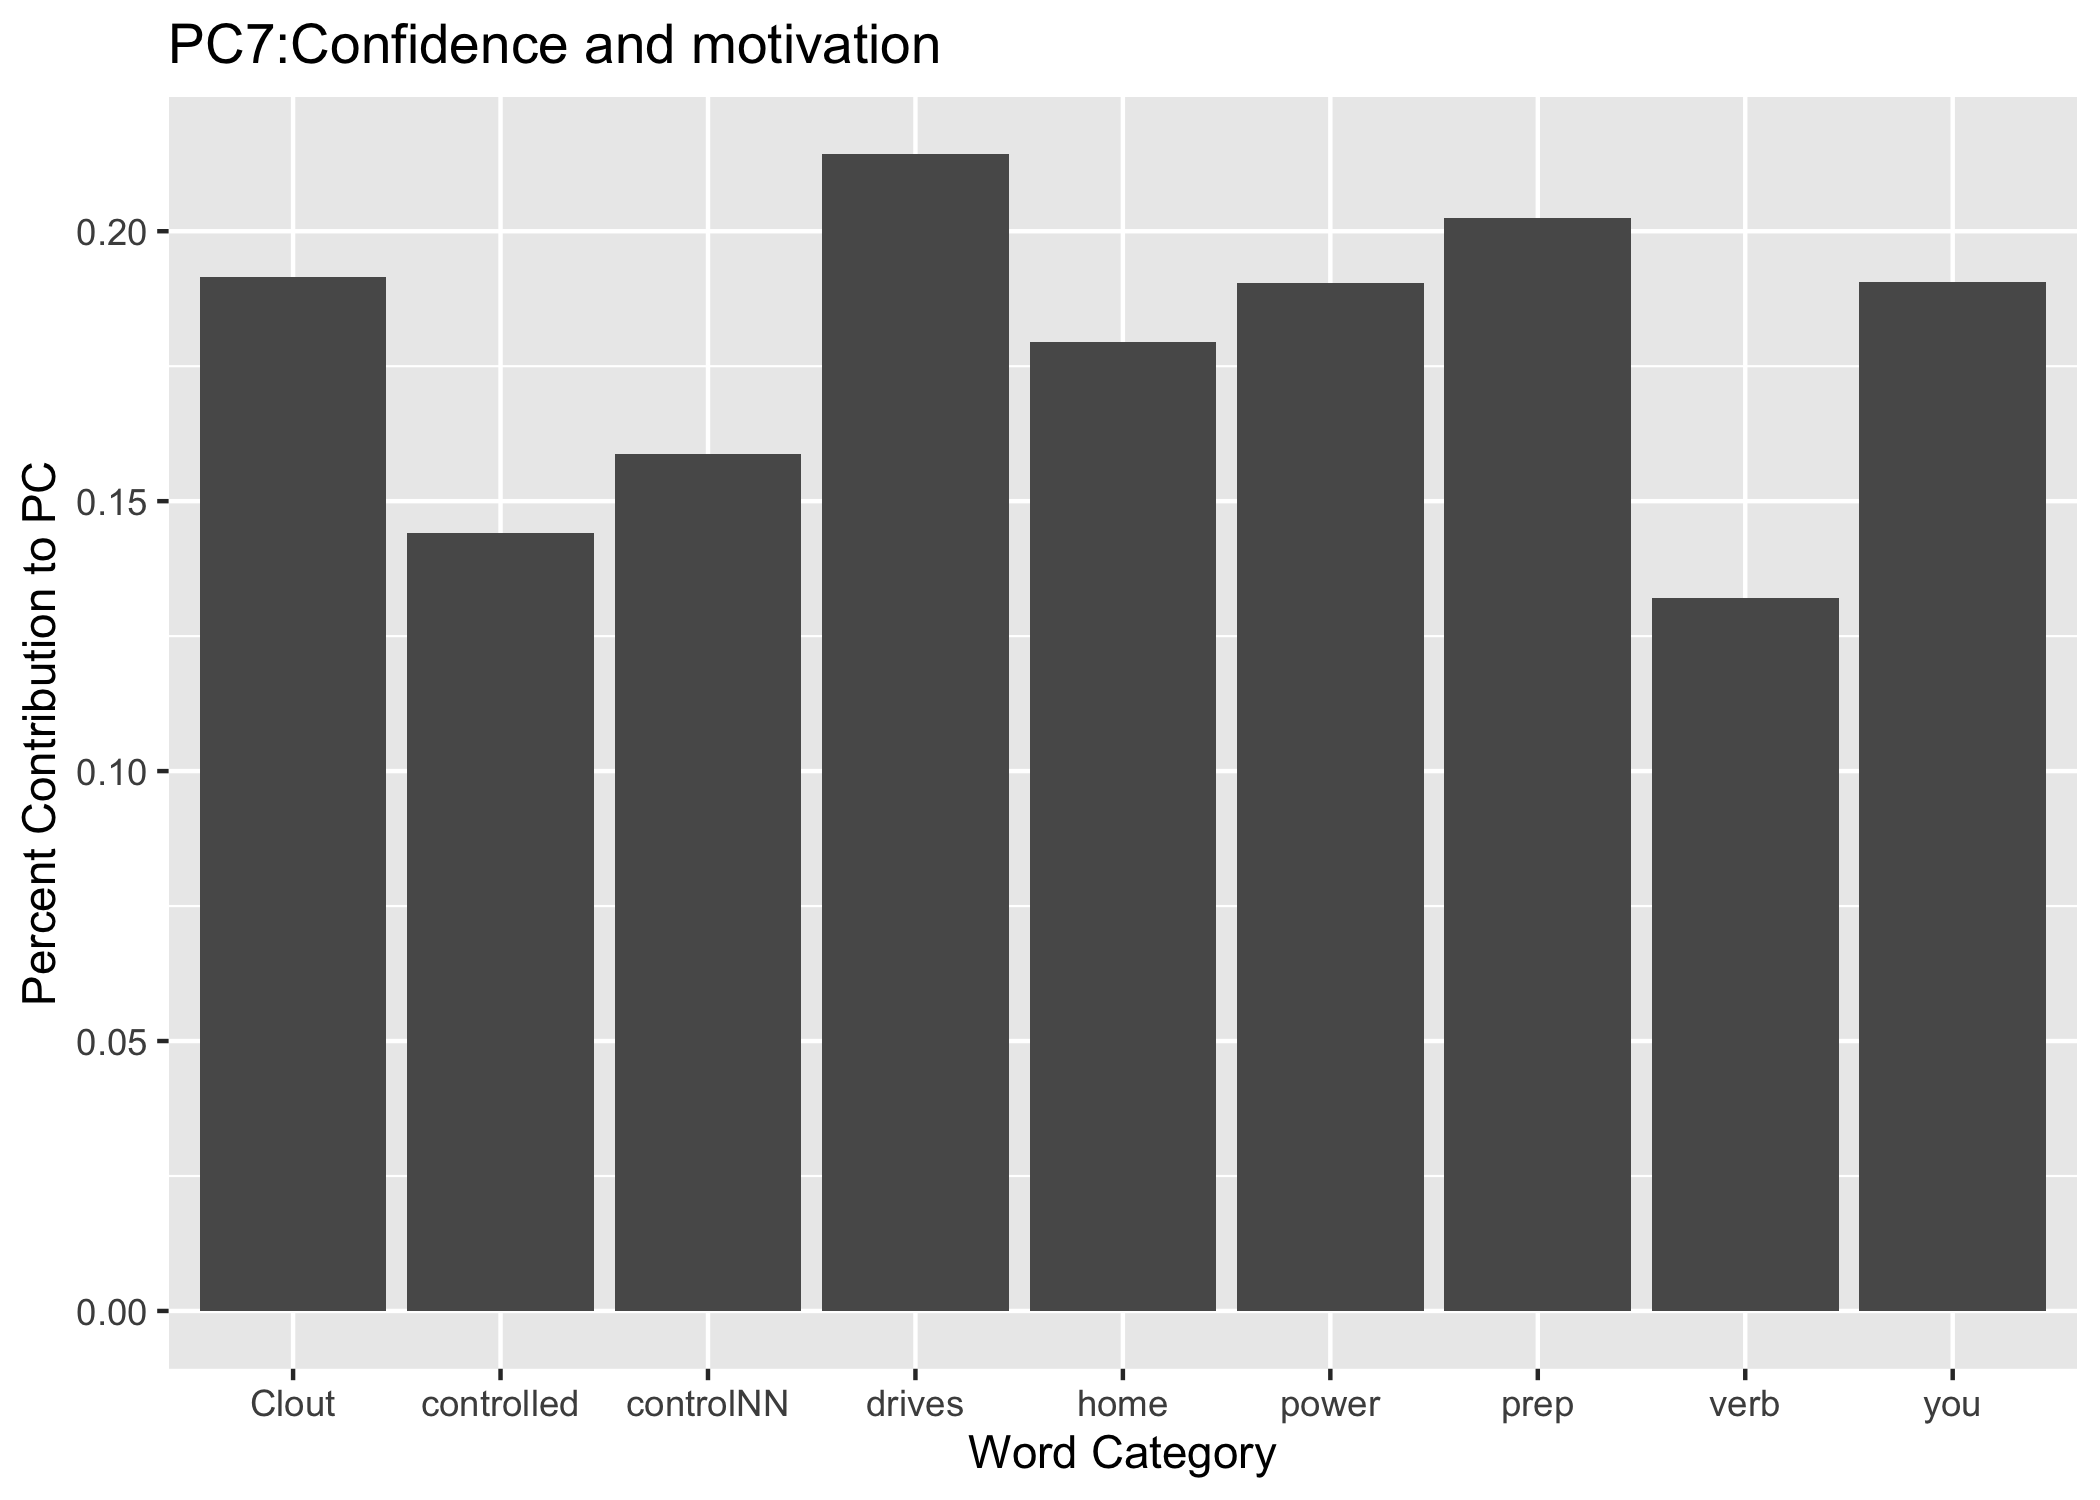 PC7:Confidence and motivation
Percent Contribution to PC
0.20
0.15
0.10
0.05
0.00
Clout controlled controlNN drives home power prep verb you
Word Category